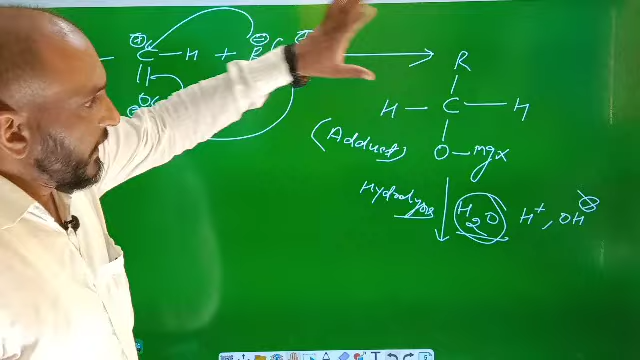 C — H + R
R
H — C — H
(Adduct) O — mgx
Hydrolysis H2O H+, OH